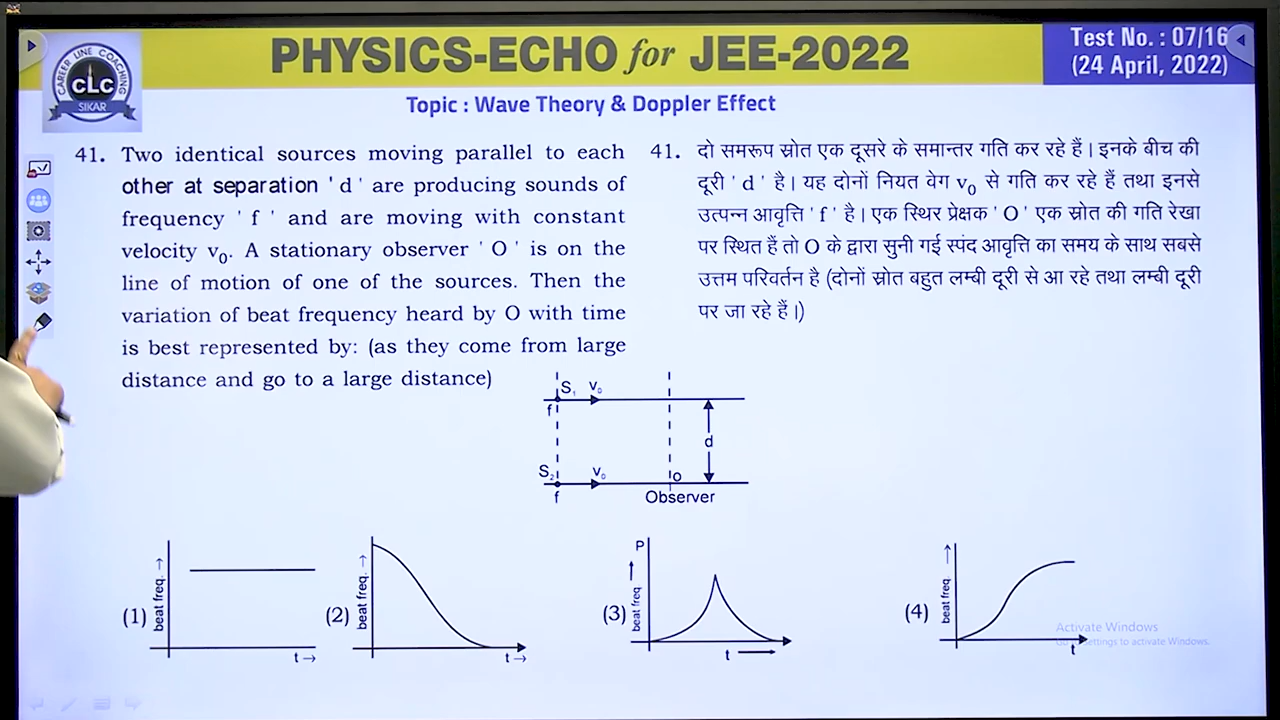 PHYSICS-ECHO for JEE-2022
Test No. : 07/16
(24 April, 2022)
CAREER LINE COACHING
CLC
SIKAR
Topic : Wave Theory & Doppler Effect
41. Two identical sources moving parallel to each
other at separation ' d ' are producing sounds of
frequency ' f ' and are moving with constant
velocity v₀. A stationary observer ' O ' is on the
line of motion of one of the sources. Then the
variation of beat frequency heard by O with time
is best represented by: (as they come from large
distance and go to a large distance)
41. दो समरूप स्रोत एक दूसरे के समान्तर गति कर रहे हैं। इनके बीच की
दूरी ' d ' है। यह दोनों नियत वेग v₀ से गति कर रहे हैं तथा इनसे
उत्पन्न आवृत्ति ' f ' है। एक स्थिर प्रेक्षक ' O ' एक स्रोत की गति रेखा
पर स्थित हैं तो O के द्वारा सुनी गई स्पंद आवृत्ति का समय के साथ सबसे
उत्तम परिवर्तन है (दोनों स्रोत बहुत लम्बी दूरी से आ रहे तथा लम्बी दूरी
पर जा रहे हैं।)
S₁ v₀
f
d
S₂ v₀ o
f Observer
(1) beat freq. → t →
(2) beat freq. → t →
(3) P beat freq → t →
(4) beat freq → t
Activate Windows
Go to Settings to activate Windows.